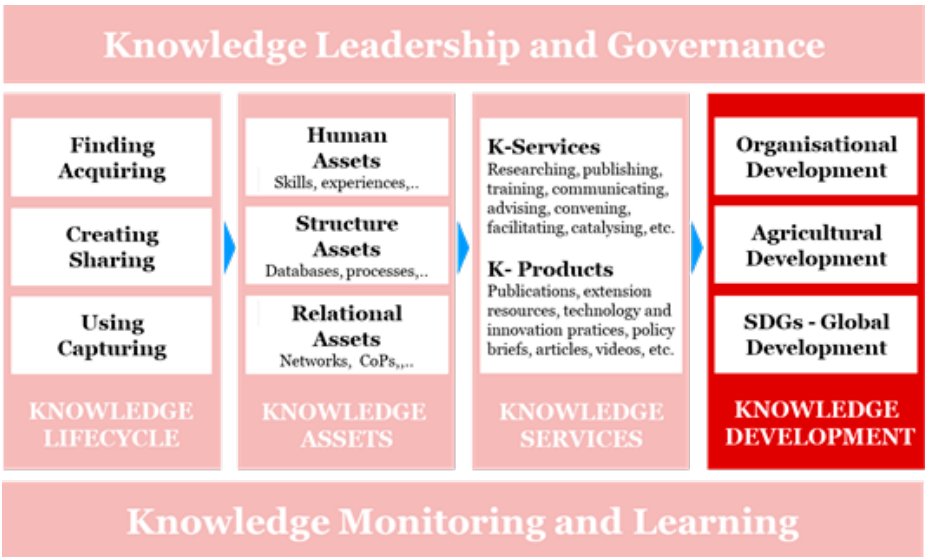 Knowledge Leadership and Governance
Finding
Acquiring
Creating
Sharing
Using
Capturing
KNOWLEDGE
LIFECYCLE
Human
Assets
Skills, experiences,..
Structure
Assets
Databases, processes,..
Relational
Assets
Networks, CoPs,,..
KNOWLEDGE
ASSETS
K-Services
Researching, publishing,
training, communicating,
advising, convening,
facilitating, catalysing, etc.
K- Products
Publications, extension
resources, technology and
innovation pratices, policy
briefs, articles, videos, etc.
KNOWLEDGE
SERVICES
Organisational
Development
Agricultural
Development
SDGs - Global
Development
KNOWLEDGE
DEVELOPMENT
Knowledge Monitoring and Learning